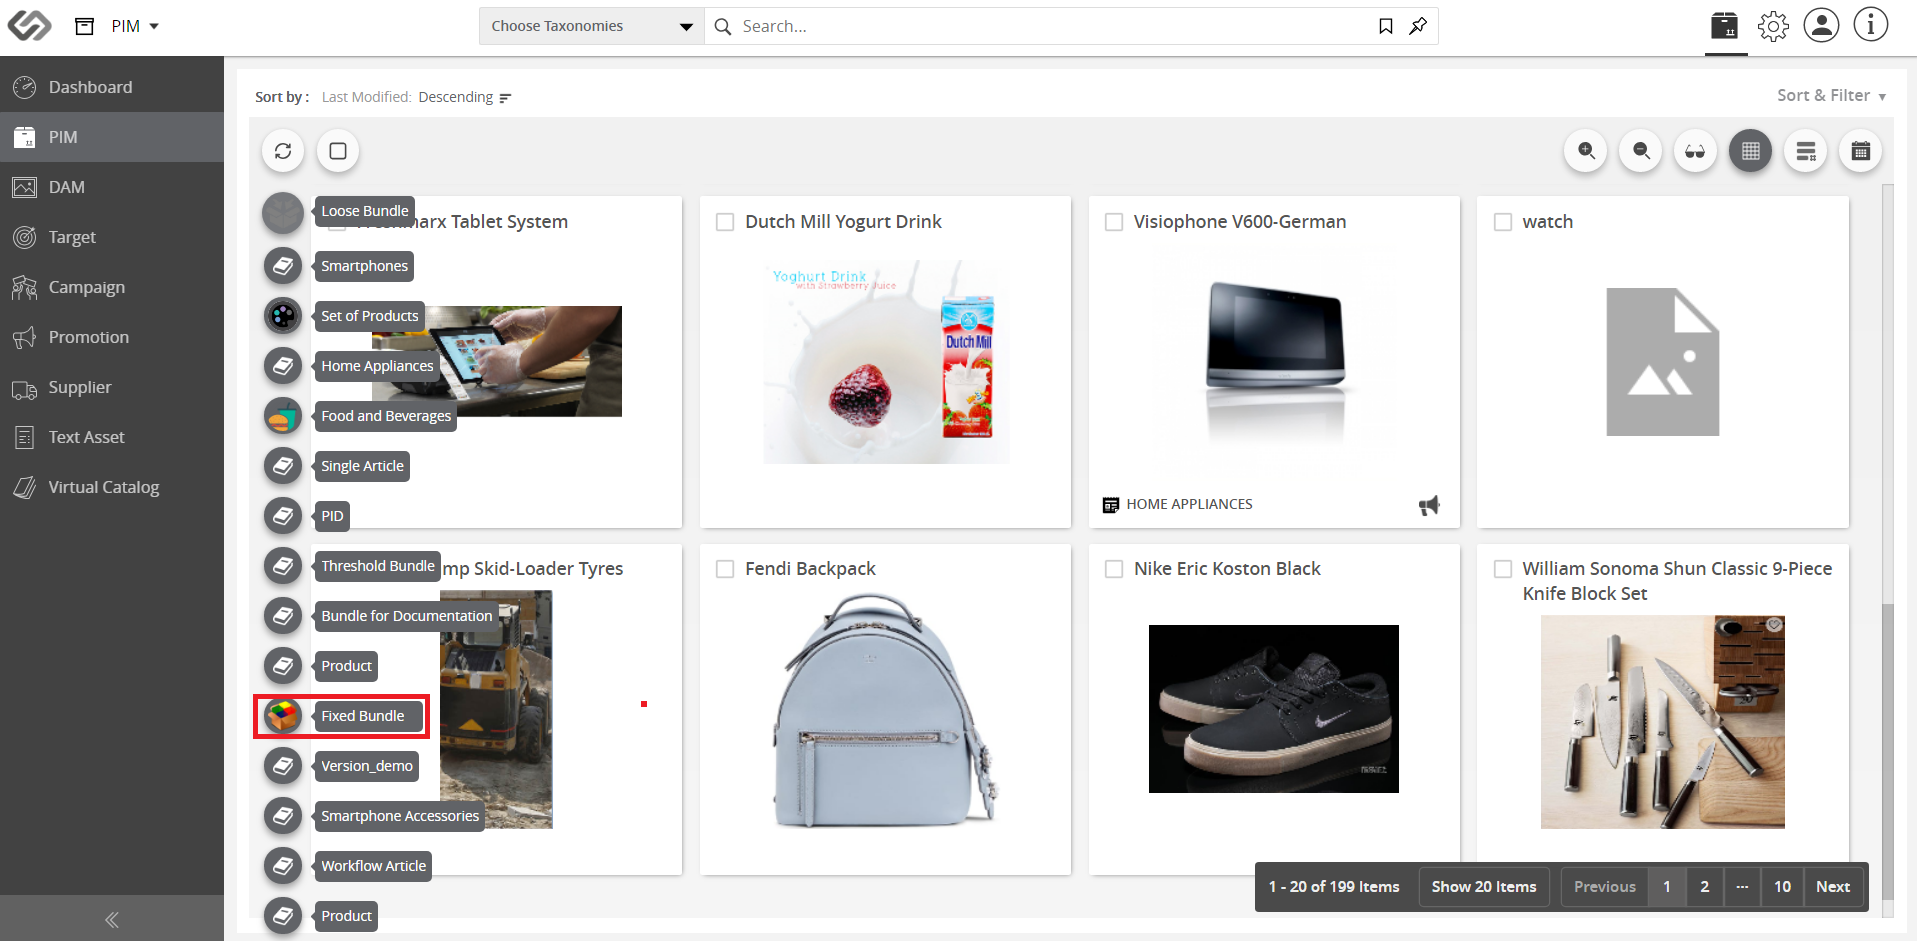 PIM
Choose Taxonomies
Search...
Dashboard
PIM
DAM
Target
Campaign
Promotion
Supplier
Text Asset
Virtual Catalog
Sort by : Last Modified: Descending
Sort & Filter
Loose Bundle
Smartphones
Set of Products
Home Appliances
Food and Beverages
Single Article
PID
Threshold Bundle
Bundle for Documentation
Product
Fixed Bundle
Version_demo
Smartphone Accessories
Workflow Article
Product
Tablet System
Dutch Mill Yogurt Drink
Yoghurt Drink
with Strawberry Juice
Dutch Mill
Visiophone V600-German
HOME APPLIANCES
watch
Skid-Loader Tyres
Fendi Backpack
Nike Eric Koston Black
William Sonoma Shun Classic 9-Piece
Knife Block Set
1 - 20 of 199 Items
Show 20 Items
Previous
1
2
...
10
Next